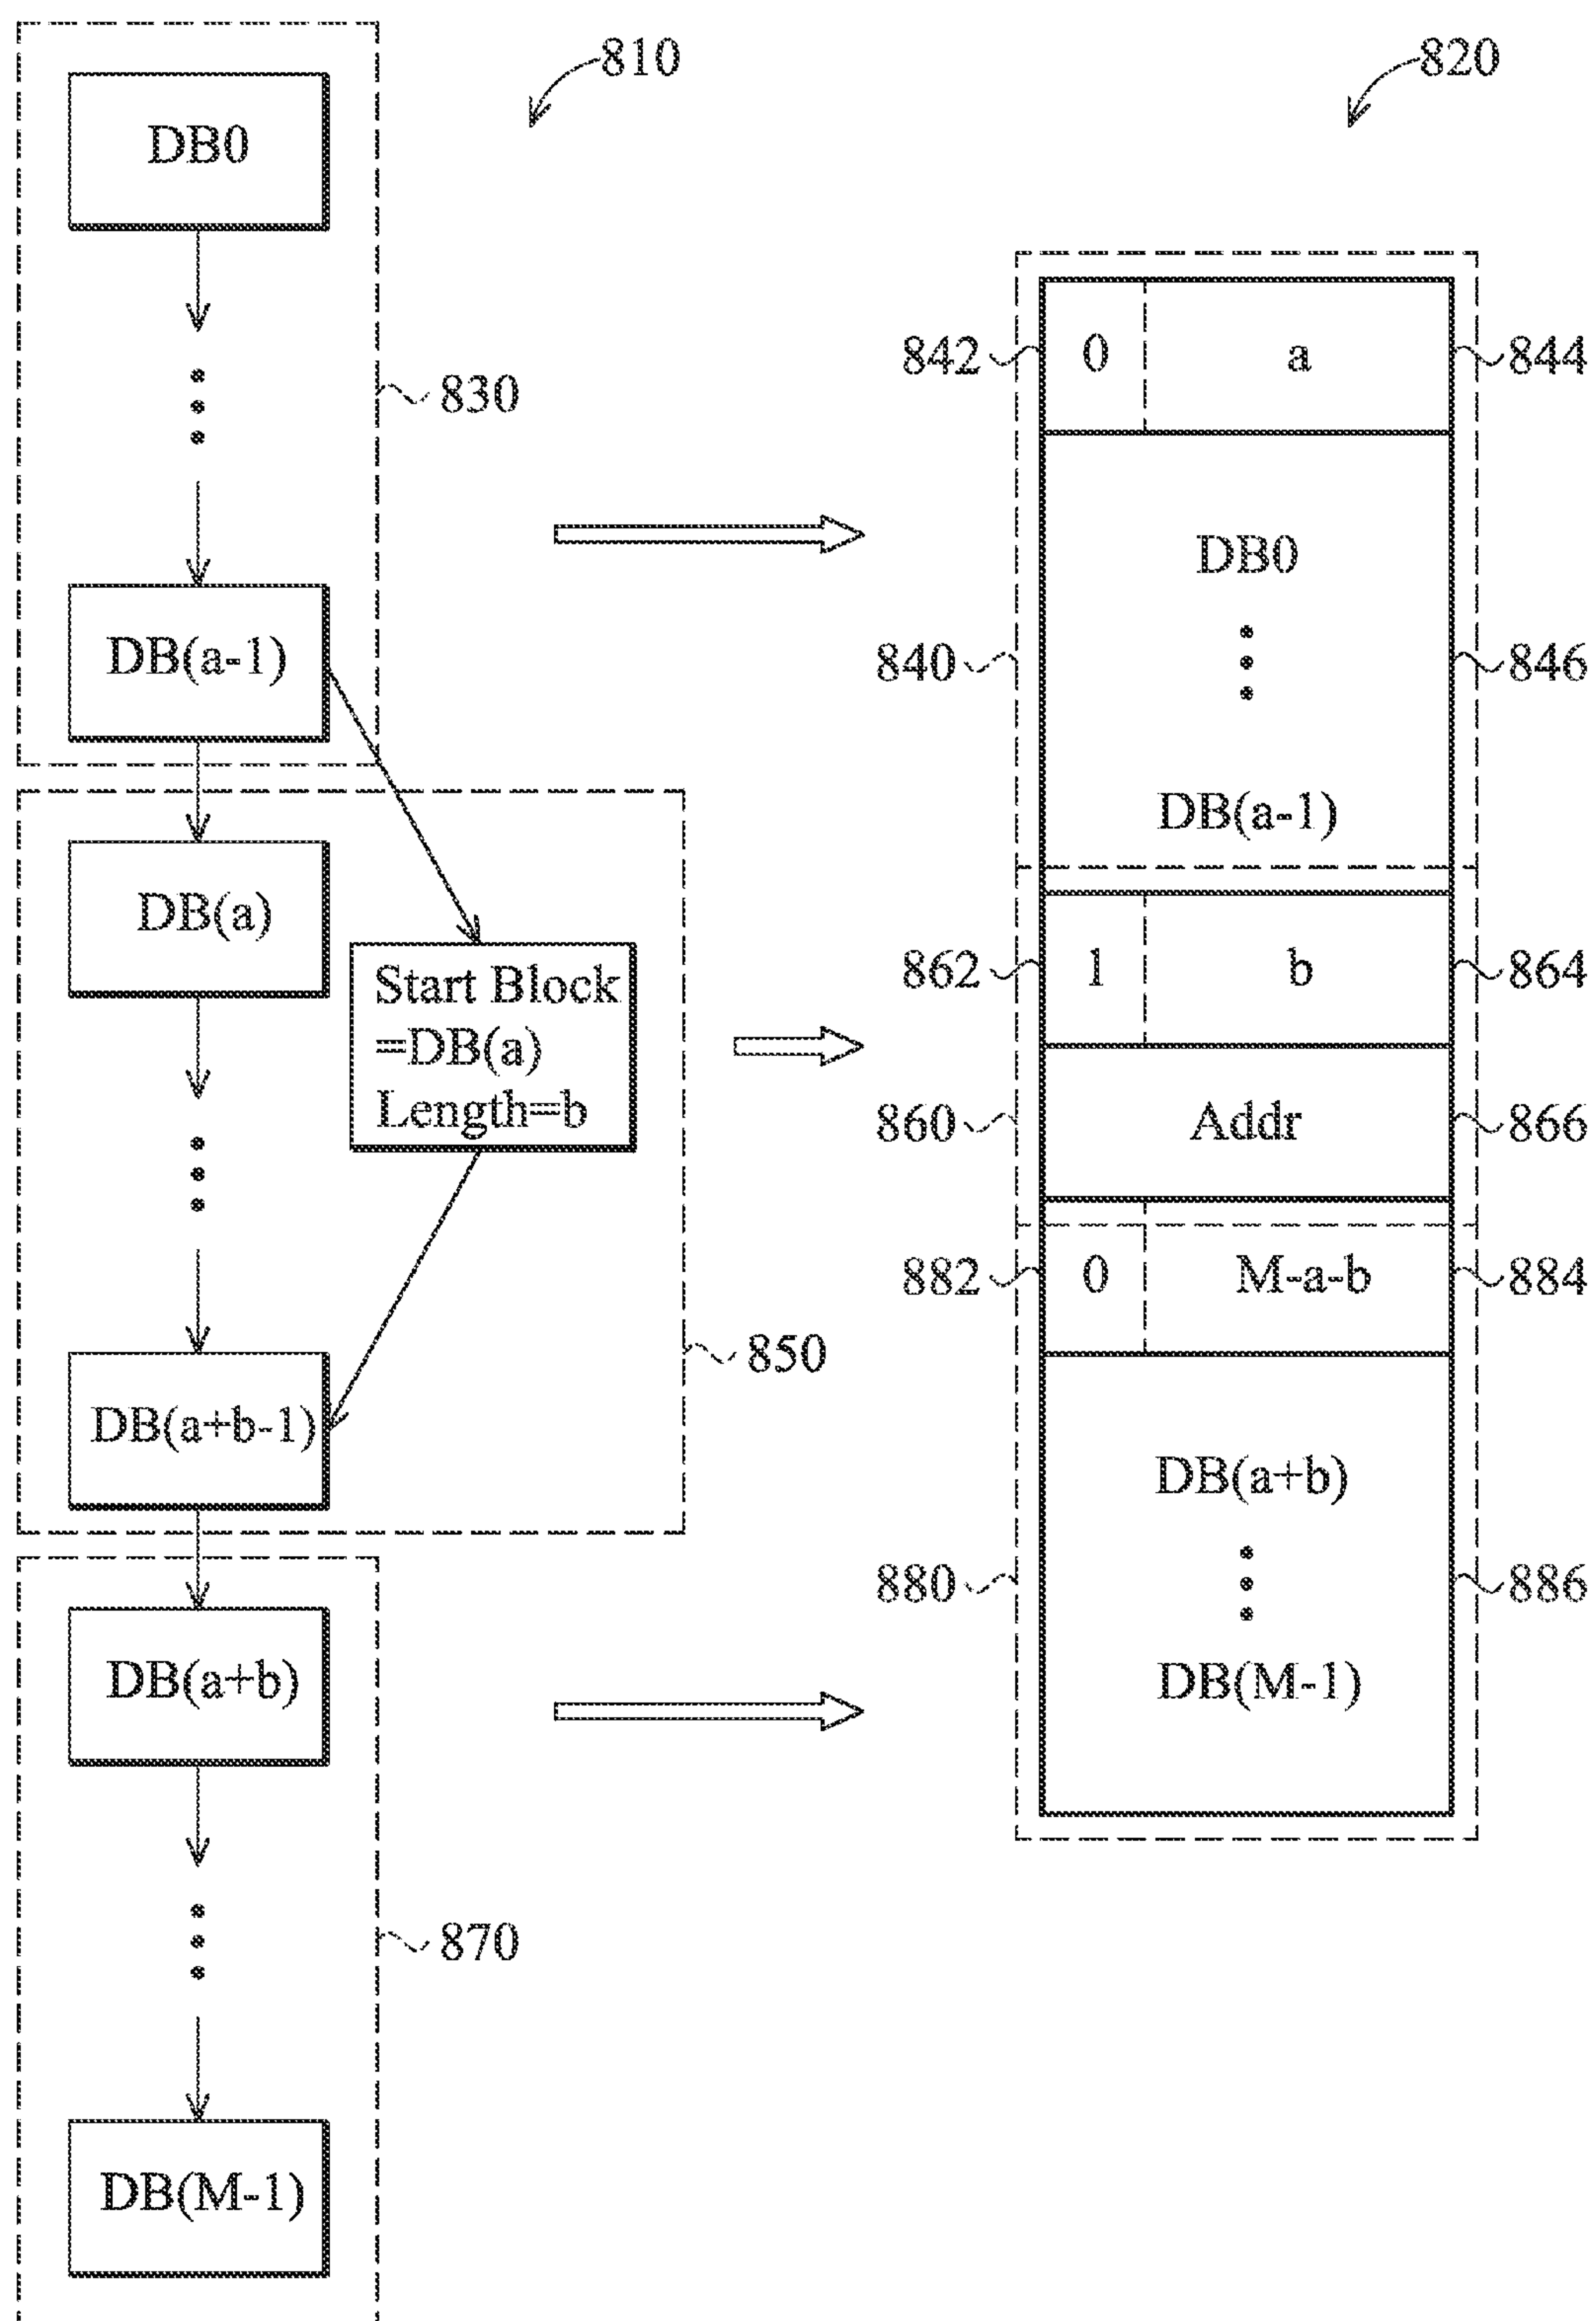 810
820
DB0
830
DB(a-1)
DB(a)
Start Block
=DB(a)
Length=b
850
DB(a+b-1)
DB(a+b)
870
DB(M-1)
842
0
a
844
DB0
840
846
DB(a-1)
862
1
b
864
860
Addr
866
882
0
M-a-b
884
DB(a+b)
880
886
DB(M-1)